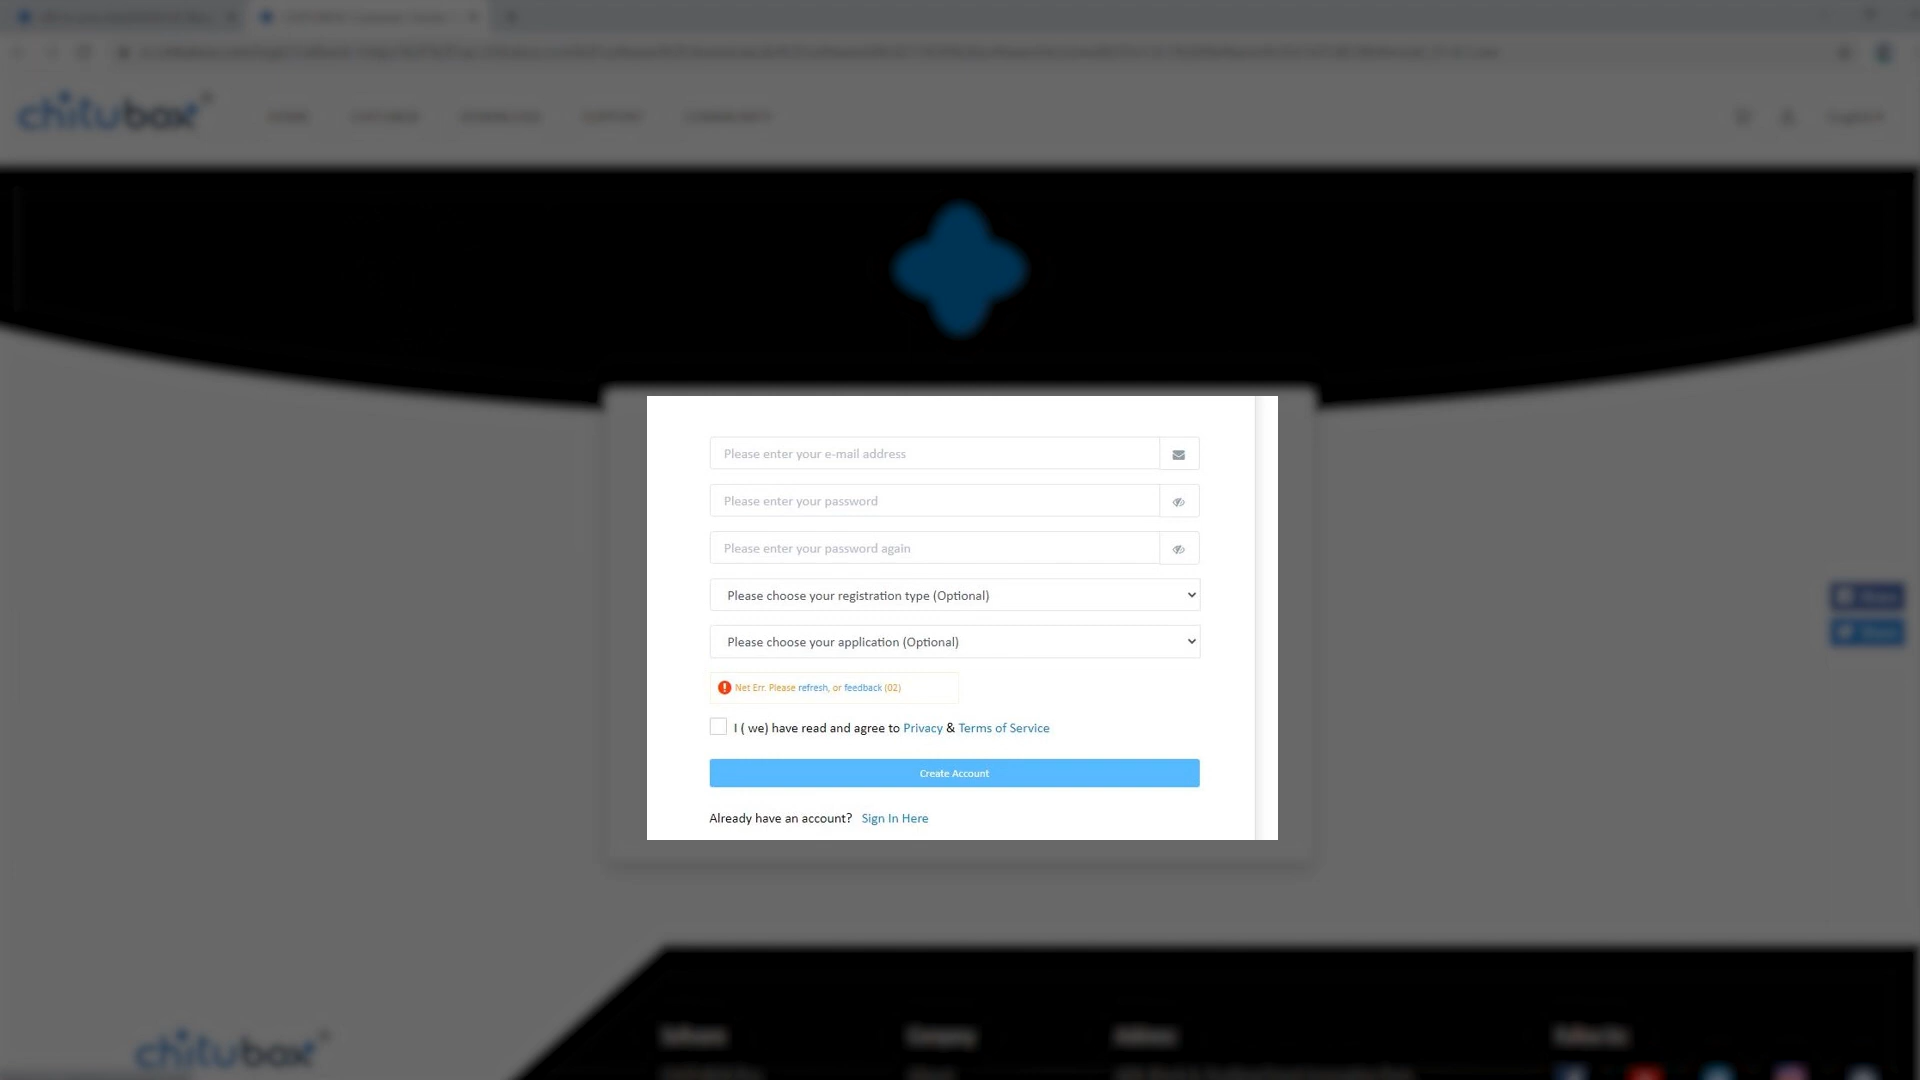 chitubox
HOME
DOWNLOAD
SUPPORT
COMMUNITY
English
Please enter your e-mail address
Please enter your password
Please enter your password again
Please choose your registration type (Optional)
Please choose your application (Optional)
Net Err. Please refresh, or feedback (02)
I ( we) have read and agree to Privacy & Terms of Service
Create Account
Already have an account? Sign In Here
Share
Share
chitubox
Software
Company
Address
Follow Us